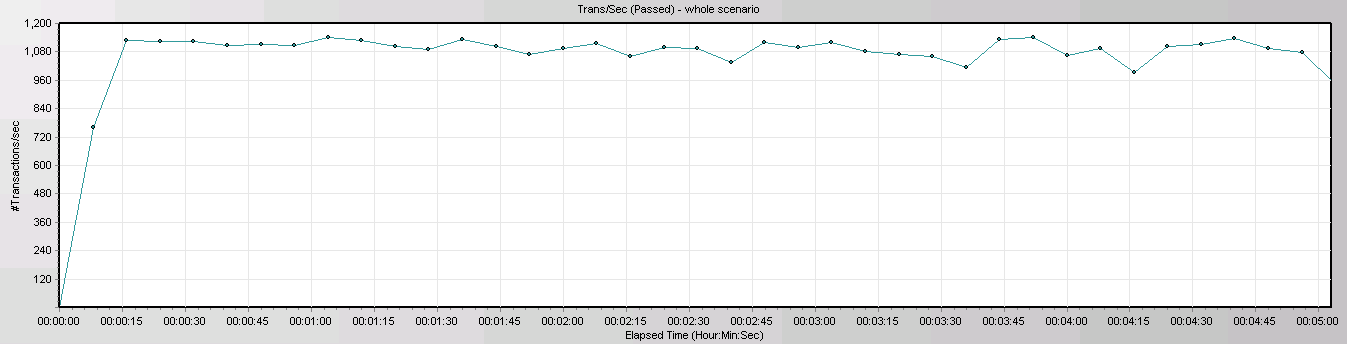 Trans/Sec (Passed) - whole scenario
#Transactions/sec
1,200
1,080
960
840
720
600
480
360
240
120
00:00:00 00:00:15 00:00:30 00:00:45 00:01:00 00:01:15 00:01:30 00:01:45 00:02:00 00:02:15 00:02:30 00:02:45 00:03:00 00:03:15 00:03:30 00:03:45 00:04:00 00:04:15 00:04:30 00:04:45 00:05:00
Elapsed Time (Hour:Min:Sec)